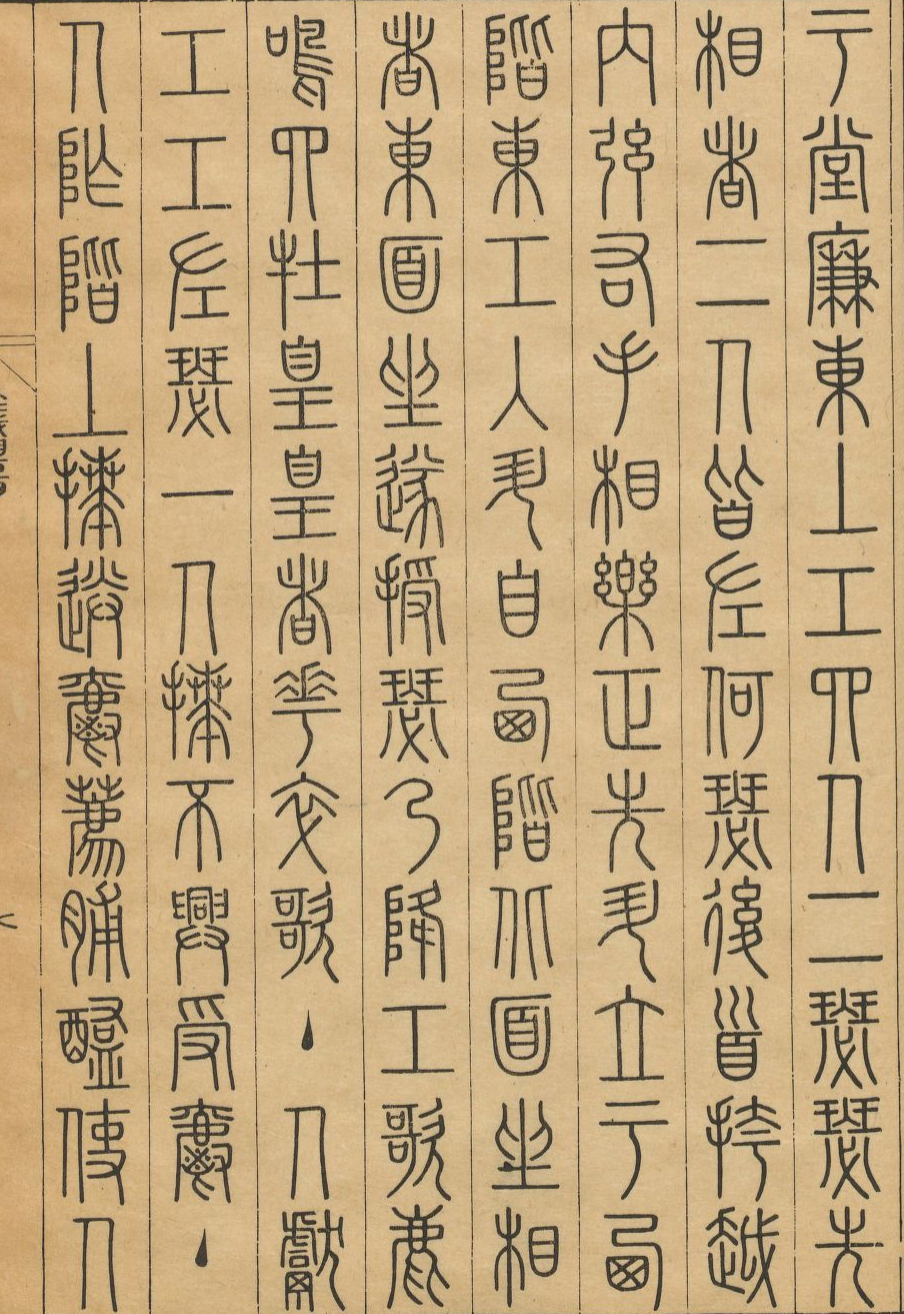 于堂廉東上工四人二瑟瑟先
相者二人皆左何瑟後首挎越
內弦右手相樂正先升立于西
階東工入升自西階北面坐相
者東面坐遂授瑟乃降工歌鹿
鳴四牡皇皇者華卒歌主人獻
工工左瑟一人拜不興受爵主
人阼階上拜送爵薦脯醢使人